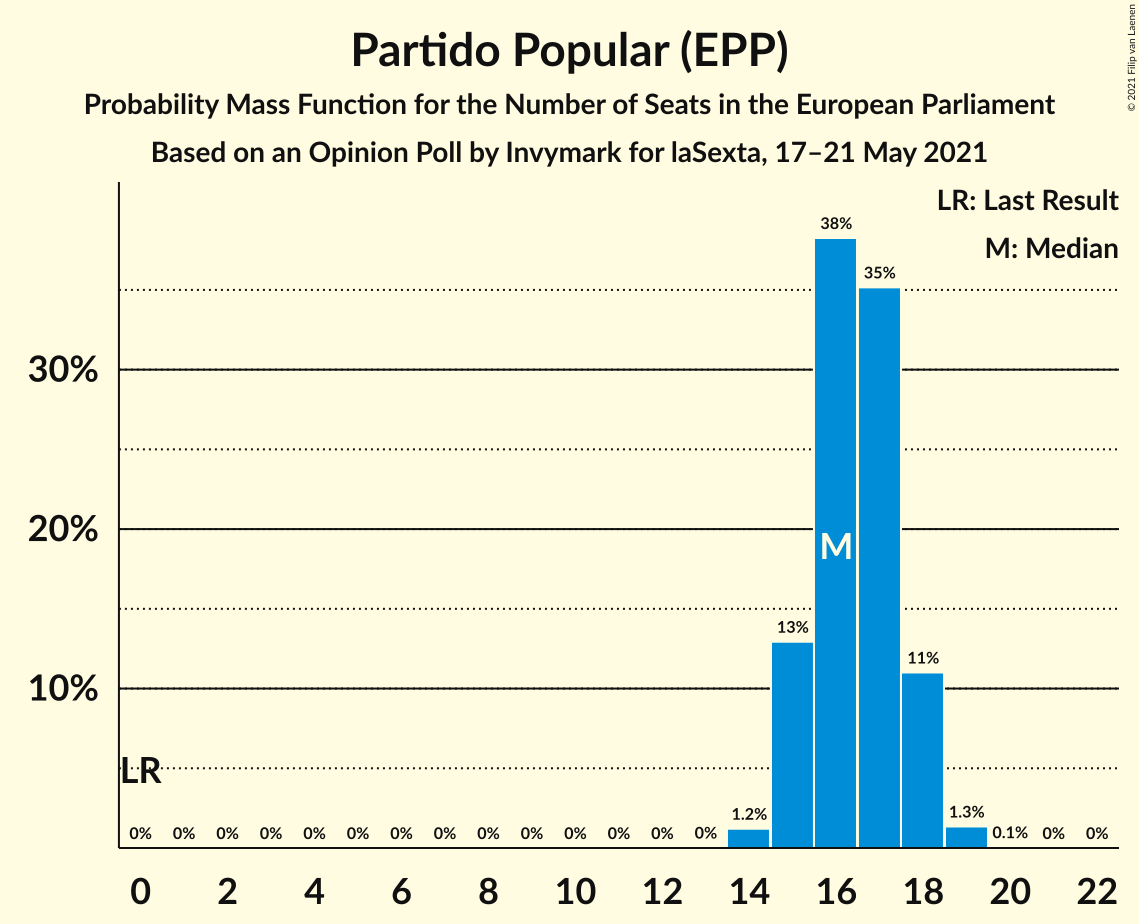 Partido Popular (EPP)
Probability Mass Function for the Number of Seats in the European Parliament
Based on an Opinion Poll by Invymark for laSexta, 17–21 May 2021
© 2021 Filip van Laenen
LR: Last Result
M: Median
38%
35%
30%
20%
M
13%
11%
10%
LR
0% 0% 0% 0% 0% 0% 0% 0% 0% 0% 0% 0% 0% 0% 1.2% 1.3% 0.1% 0% 0%
0 2 4 6 8 10 12 14 16 18 20 22